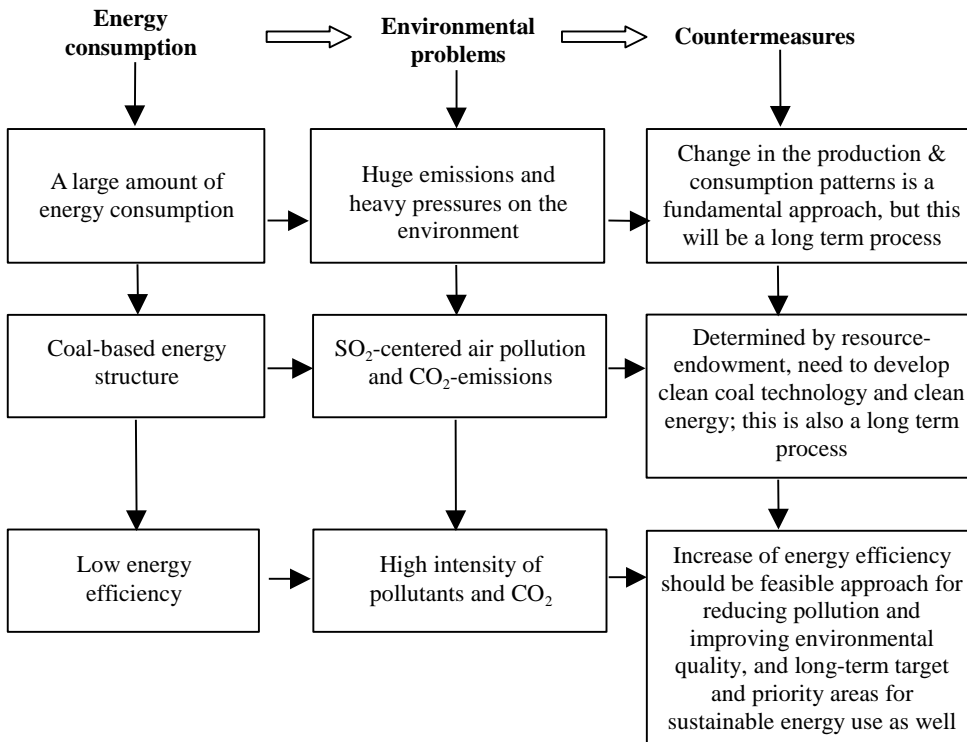 Energy
consumption
Environmental
problems
Countermeasures
A large amount of
energy consumption
Huge emissions and
heavy pressures on the
environment
Change in the production &
consumption patterns is a
fundamental approach, but this
will be a long term process
Coal-based energy
structure
SO₂-centered air pollution
and CO₂-emissions
Determined by resource-
endowment, need to develop
clean coal technology and clean
energy; this is also a long term
process
Low energy
efficiency
High intensity of
pollutants and CO₂
Increase of energy efficiency
should be feasible approach for
reducing pollution and
improving environmental
quality, and long-term target
and priority areas for
sustainable energy use as well